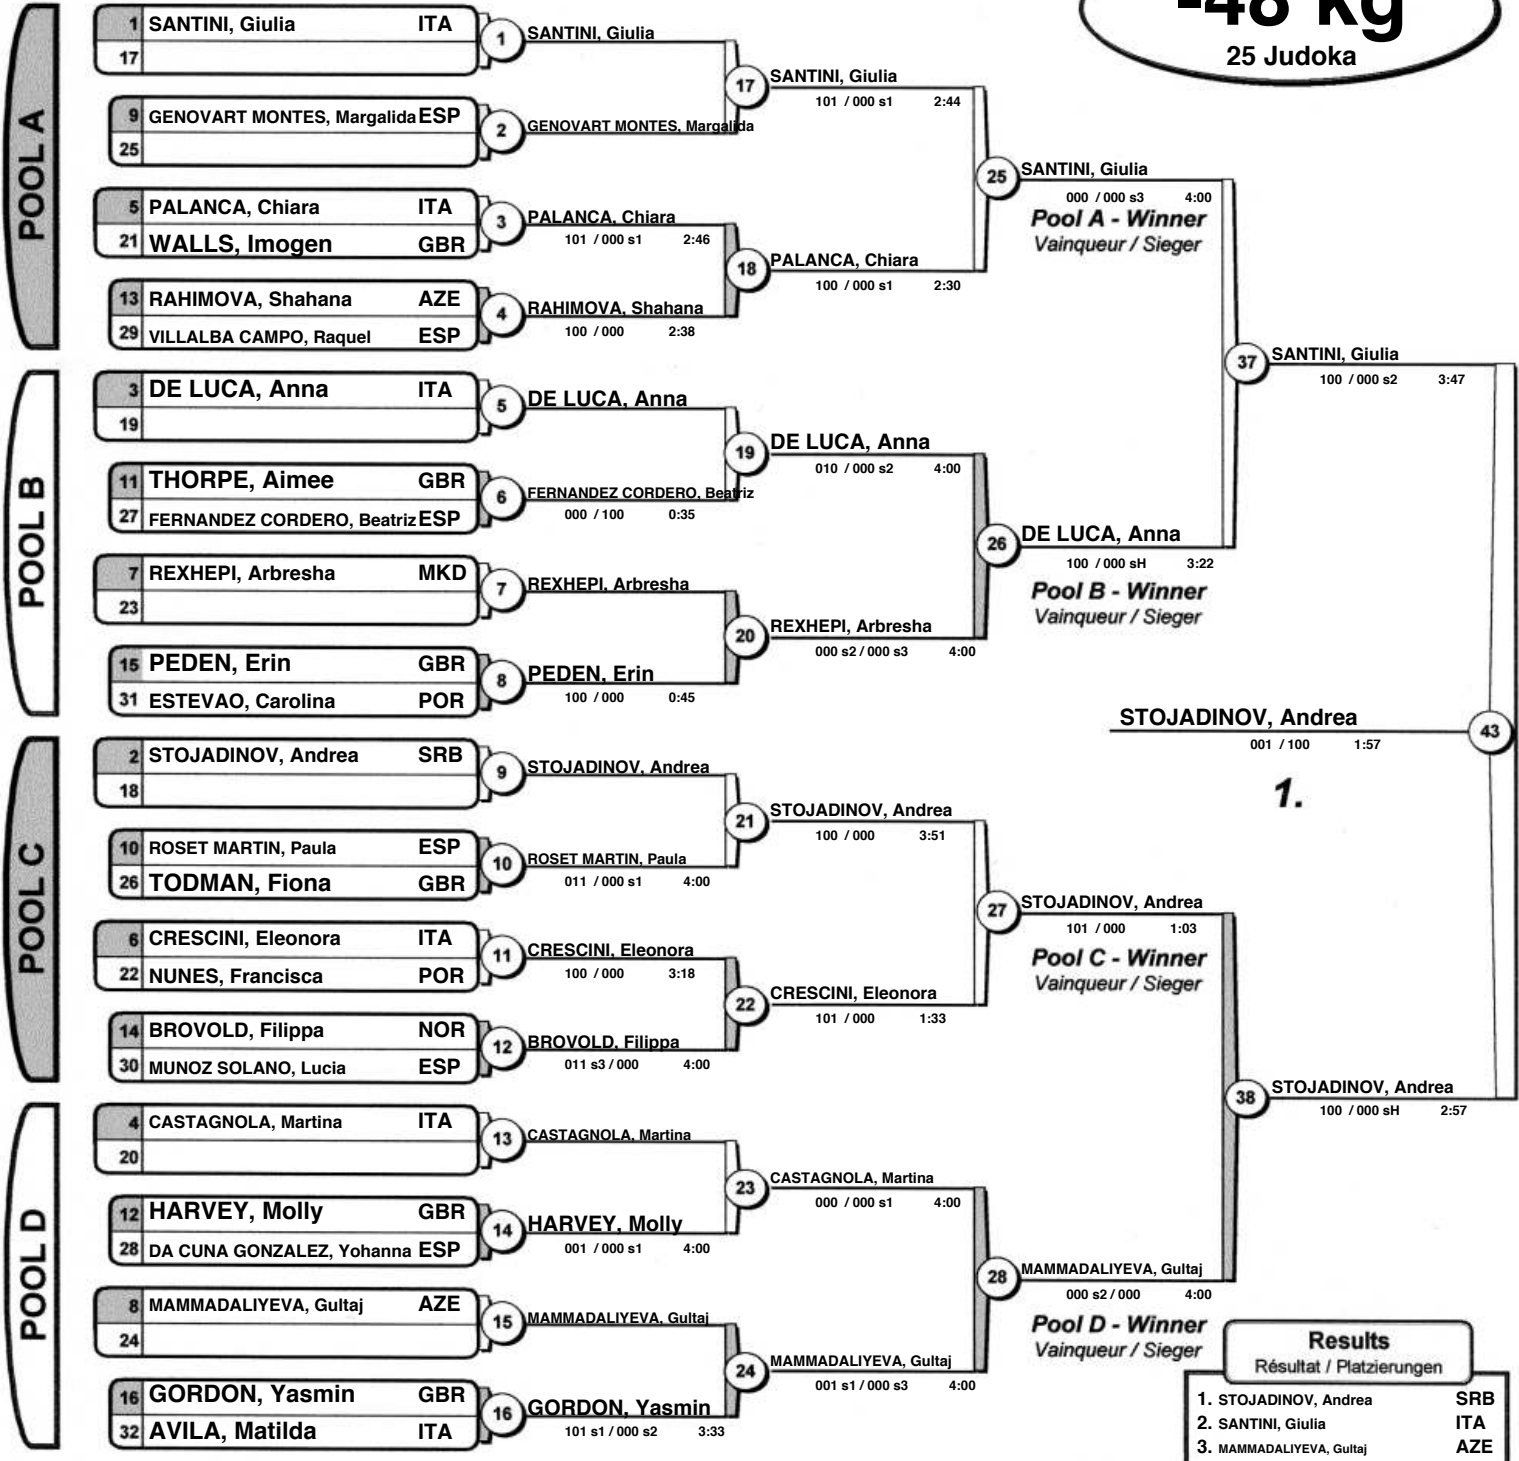 -48 kg
25 Judoka
POOL A
1 SANTINI, Giulia ITA
17
1 SANTINI, Giulia
9 GENOVART MONTES, Margalida ESP
25
2 GENOVART MONTES, Margalida
17 SANTINI, Giulia
101 / 000 s1 2:44
5 PALANCA, Chiara ITA
21 WALLS, Imogen GBR
3 PALANCA, Chiara
101 / 000 s1 2:46
13 RAHIMOVA, Shahana AZE
29 VILLALBA CAMPO, Raquel ESP
4 RAHIMOVA, Shahana
100 / 000 2:38
18 PALANCA, Chiara
100 / 000 s1 2:30
25 SANTINI, Giulia
000 / 000 s3 4:00
Pool A - Winner
Vainqueur / Sieger
POOL B
3 DE LUCA, Anna ITA
19
5 DE LUCA, Anna
11 THORPE, Aimee GBR
27 FERNANDEZ CORDERO, Beatriz ESP
6 FERNANDEZ CORDERO, Beatriz
000 / 100 0:35
19 DE LUCA, Anna
010 / 000 s2 4:00
7 REXHEPI, Arbresha MKD
23
7 REXHEPI, Arbresha
15 PEDEN, Erin GBR
31 ESTEVAO, Carolina POR
8 PEDEN, Erin
100 / 000 0:45
20 REXHEPI, Arbresha
000 s2 / 000 s3 4:00
26 DE LUCA, Anna
100 / 000 sH 3:22
Pool B - Winner
Vainqueur / Sieger
37 SANTINI, Giulia
100 / 000 s2 3:47
POOL C
2 STOJADINOV, Andrea SRB
18
9 STOJADINOV, Andrea
10 ROSET MARTIN, Paula ESP
26 TODMAN, Fiona GBR
10 ROSET MARTIN, Paula
011 / 000 s1 4:00
21 STOJADINOV, Andrea
100 / 000 3:51
6 CRESCINI, Eleonora ITA
22 NUNES, Francisca POR
11 CRESCINI, Eleonora
100 / 000 3:18
14 BROVOLD, Filippa NOR
30 MUNOZ SOLANO, Lucia ESP
12 BROVOLD, Filippa
011 s3 / 000 4:00
22 CRESCINI, Eleonora
101 / 000 1:33
27 STOJADINOV, Andrea
101 / 000 1:03
Pool C - Winner
Vainqueur / Sieger
POOL D
4 CASTAGNOLA, Martina ITA
20
13 CASTAGNOLA, Martina
12 HARVEY, Molly GBR
28 DA CUNA GONZALEZ, Yohanna ESP
14 HARVEY, Molly
001 / 000 s1 4:00
23 CASTAGNOLA, Martina
000 / 000 s1 4:00
8 MAMMADALIYEVA, Gultaj AZE
24
15 MAMMADALIYEVA, Gultaj
16 GORDON, Yasmin GBR
32 AVILA, Matilda ITA
16 GORDON, Yasmin
101 s1 / 000 s2 3:33
24 MAMMADALIYEVA, Gultaj
001 s1 / 000 s3 4:00
28 MAMMADALIYEVA, Gultaj
000 s2 / 000 4:00
Pool D - Winner
Vainqueur / Sieger
38 STOJADINOV, Andrea
100 / 000 sH 2:57
STOJADINOV, Andrea 43
001 / 100 1:57
1.
Results
Résultat / Platzierungen
1. STOJADINOV, Andrea SRB
2. SANTINI, Giulia ITA
3. MAMMADALIYEVA, Gultaj AZE